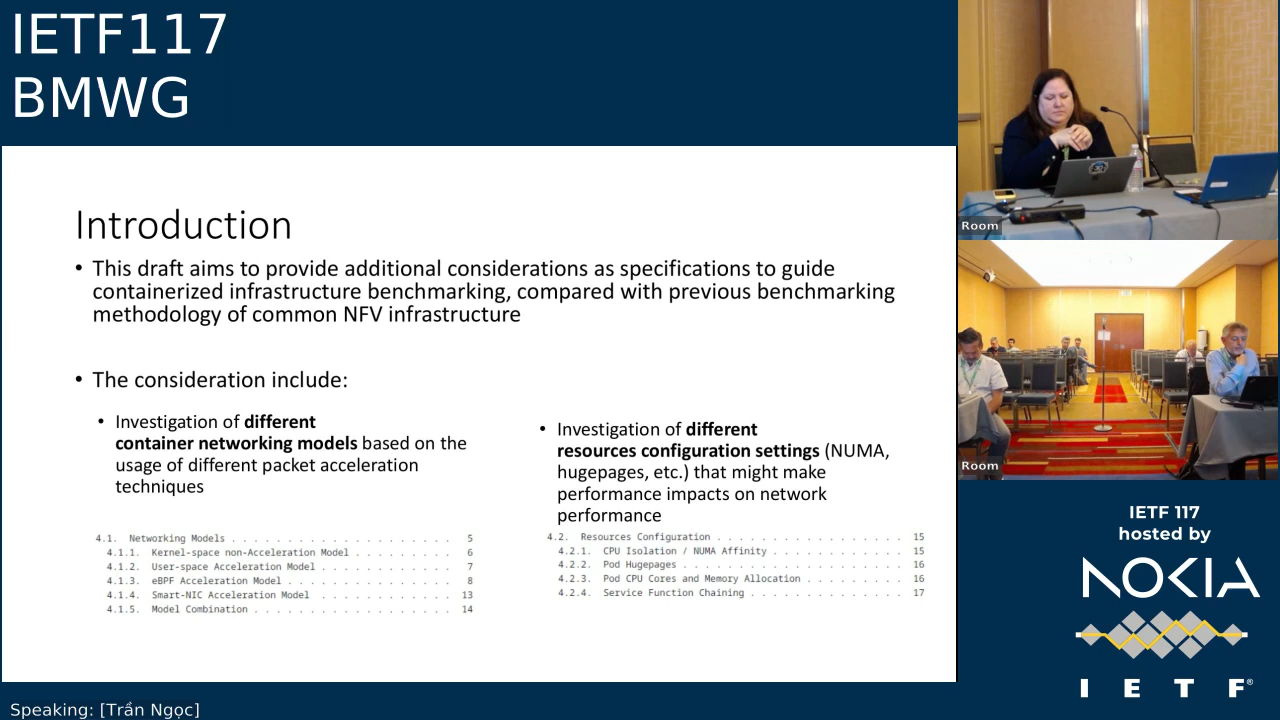 IETF117
BMWG
Introduction
• This draft aims to provide additional considerations as specifications to guide
containerized infrastructure benchmarking, compared with previous benchmarking
methodology of common NFV infrastructure
• The consideration include:
• Investigation of different
container networking models based on the
usage of different packet acceleration
techniques
4.1. Networking Models . . . . . . . . . . . . . . . . . . . . 5
4.1.1. Kernel-space non-Acceleration Model . . . . . . . . . 6
4.1.2. User-space Acceleration Model . . . . . . . . . . . . 7
4.1.3. eBPF Acceleration Model . . . . . . . . . . . . . . . 8
4.1.4. Smart-NIC Acceleration Model . . . . . . . . . . . . 13
4.1.5. Model Combination . . . . . . . . . . . . . . . . . . 14
• Investigation of different
resources configuration settings (NUMA,
hugepages, etc.) that might make
performance impacts on network
performance
4.2. Resources Configuration . . . . . . . . . . . . . . . . . 15
4.2.1. CPU Isolation / NUMA Affinity . . . . . . . . . . . . 15
4.2.2. Pod Hugepages . . . . . . . . . . . . . . . . . . . . 16
4.2.3. Pod CPU Cores and Memory Allocation . . . . . . . . . 16
4.2.4. Service Function Chaining . . . . . . . . . . . . . . 17
Room
Room
IETF 117
hosted by
NOKIA
I E T F®
Speaking: [Trần Ngọc]